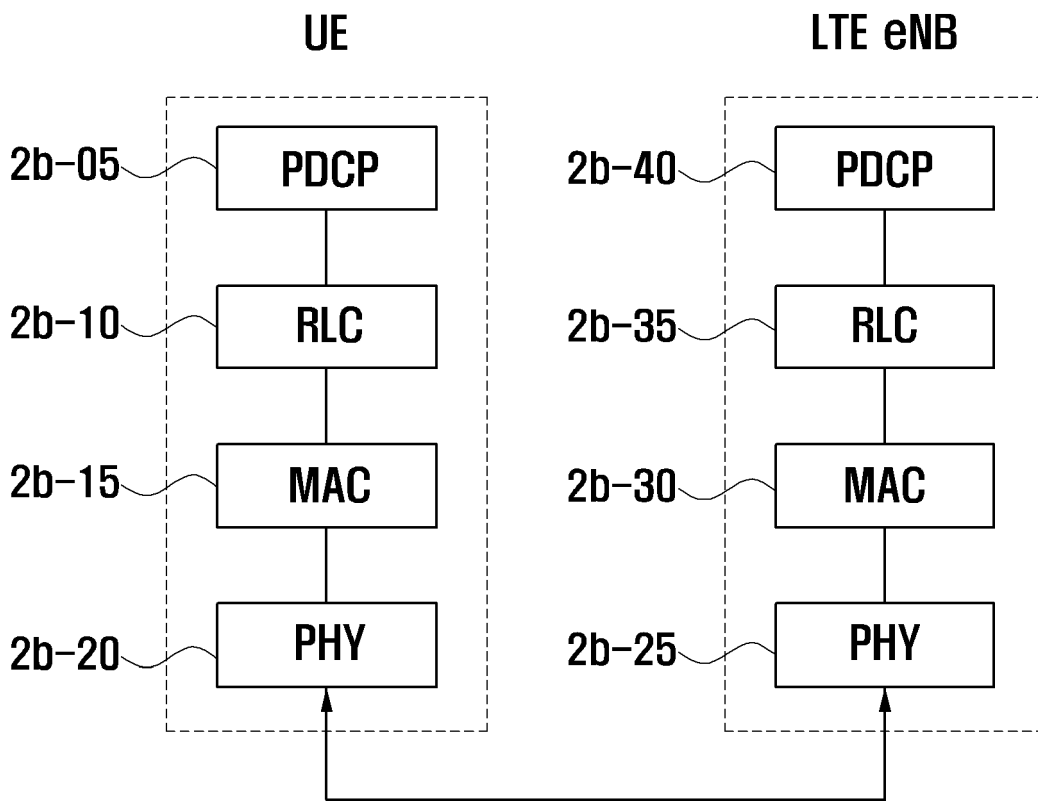 UE LTE eNB
2b-05 PDCP 2b-40 PDCP
2b-10 RLC 2b-35 RLC
2b-15 MAC 2b-30 MAC
2b-20 PHY 2b-25 PHY